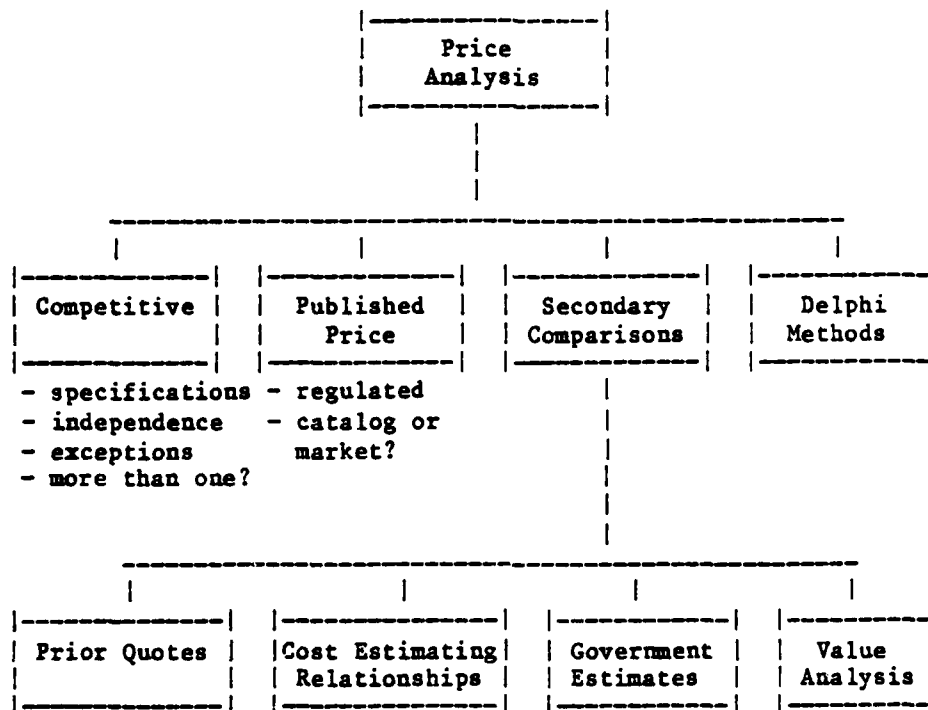 Price
Analysis
Competitive
Published
Price
Secondary
Comparisons
Delphi
Methods
- specifications
- independence
- exceptions
- more than one?
- regulated
- catalog or
market?
Prior Quotes
Cost Estimating
Relationships
Government
Estimates
Value
Analysis